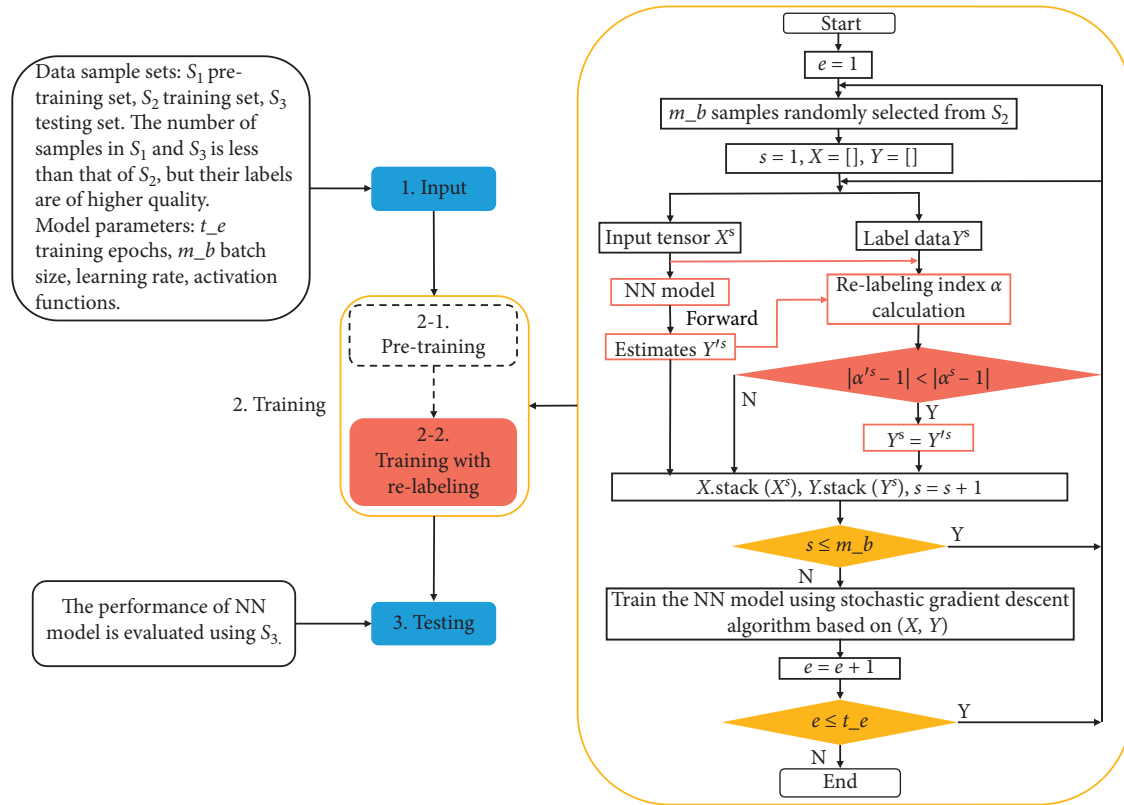 Data sample sets: S₁ pre-
training set, S₂ training set, S₃
testing set. The number of
samples in S₁ and S₃ is less
than that of S₂, but their labels
are of higher quality.
Model parameters: t_e
training epochs, m_b batch
size, learning rate, activation
functions.
1. Input
2-1.
Pre-training
2. Training
2-2.
Training with
re-labeling
The performance of NN
model is evaluated using S₃.
3. Testing
Start
e = 1
m_b samples randomly selected from S₂
s = 1, X = [], Y = []
Input tensor Xˢ
Label data Yˢ
NN model
Re-labeling index α
calculation
Forward
Estimates Y′ˢ
|α′ˢ − 1| < |αˢ − 1|
N
Y
Yˢ = Y′ˢ
X.stack (Xˢ), Y.stack (Yˢ), s = s + 1
s ≤ m_b
Y
N
Train the NN model using stochastic gradient descent
algorithm based on (X, Y)
e = e + 1
e ≤ t_e
Y
N
End